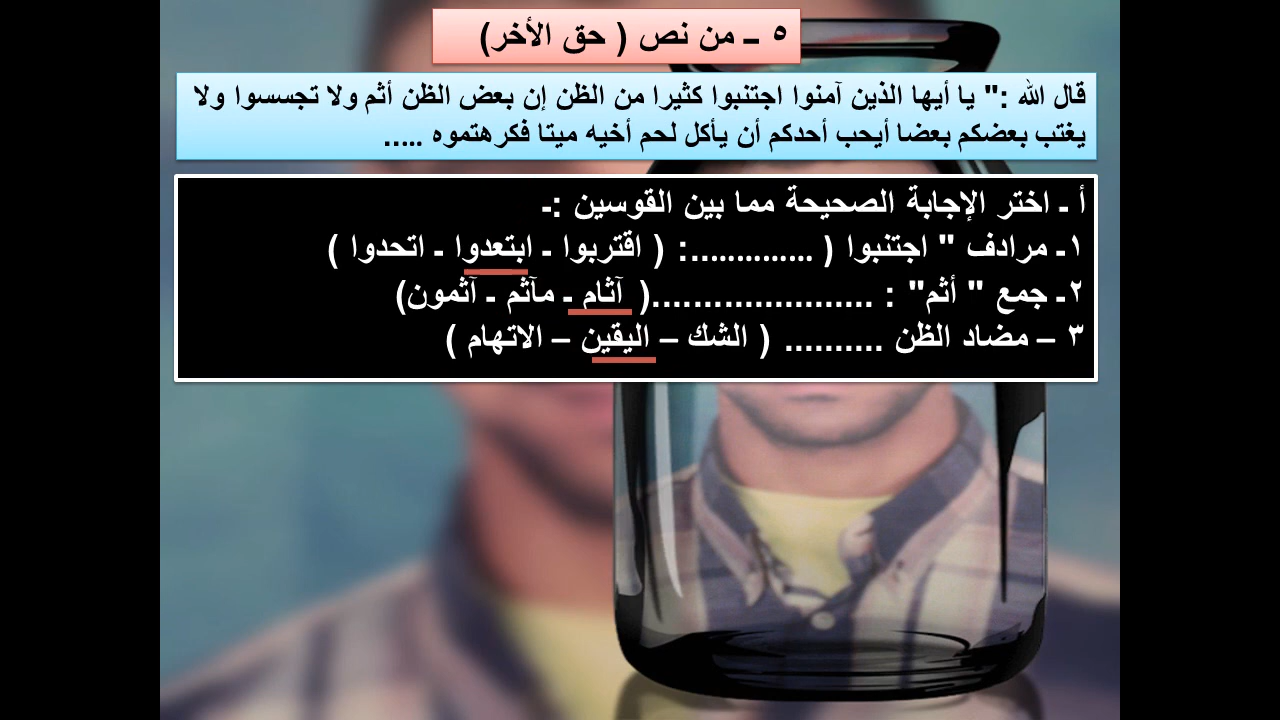 ٥ ـ من نص ( حق الأخر)
قال الله :" يا أيها الذين آمنوا اجتنبوا كثيرا من الظن إن بعض الظن أثم ولا تجسسوا ولا
يغتب بعضكم بعضا أيحب أحدكم أن يأكل لحم أخيه ميتا فكرهتموه .....
أ ـ اختر الإجابة الصحيحة مما بين القوسين :ـ
١ـ مرادف " اجتنبوا ( ..............: ( اقتربوا ـ ابتعدوا ـ اتحدوا )
٢ـ جمع " أثم" : ......................( آثام ـ مآثم ـ آثمون)
٣ – مضاد الظن .......... ( الشك – اليقين – الاتهام )